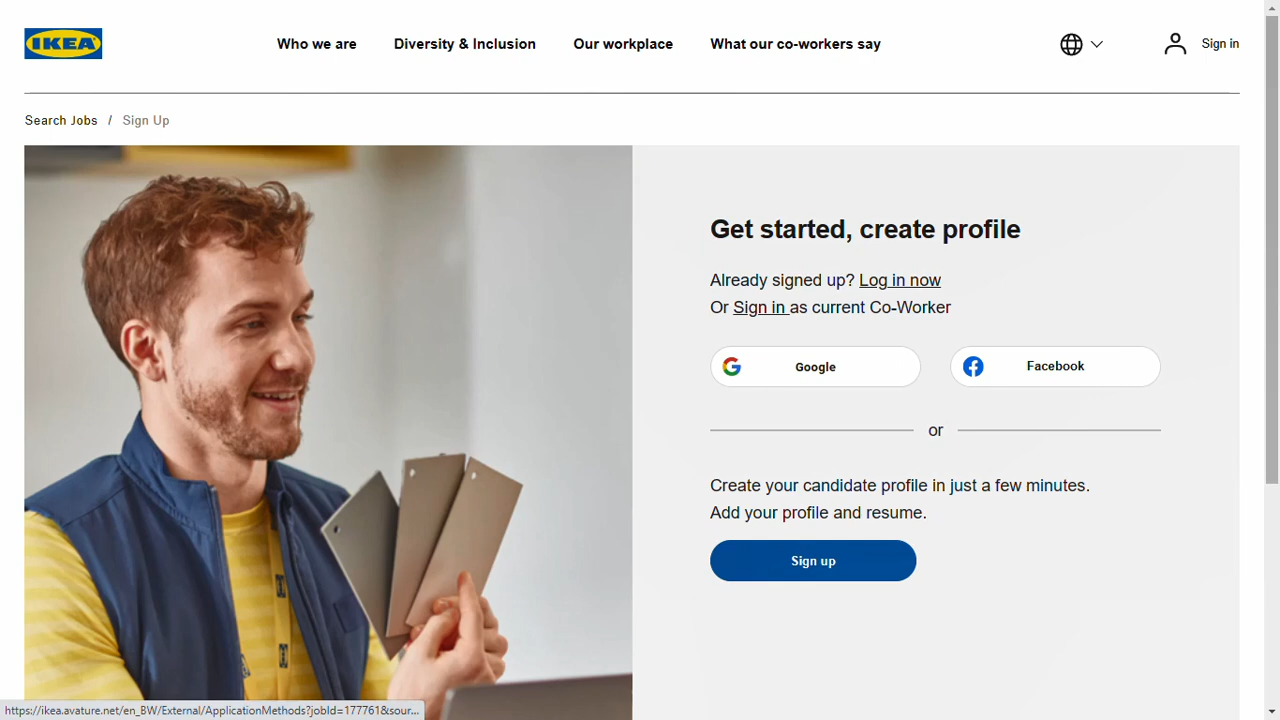 IKEA
Who we are
Diversity & Inclusion
Our workplace
What our co-workers say
Sign in
Search Jobs / Sign Up
Get started, create profile
Already signed up? Log in now
Or Sign in as current Co-Worker
Google
Facebook
or
Create your candidate profile in just a few minutes.
Add your profile and resume.
Sign up
https://ikea.avature.net/en_BW/External/ApplicationMethods?jobId=177761&sour...